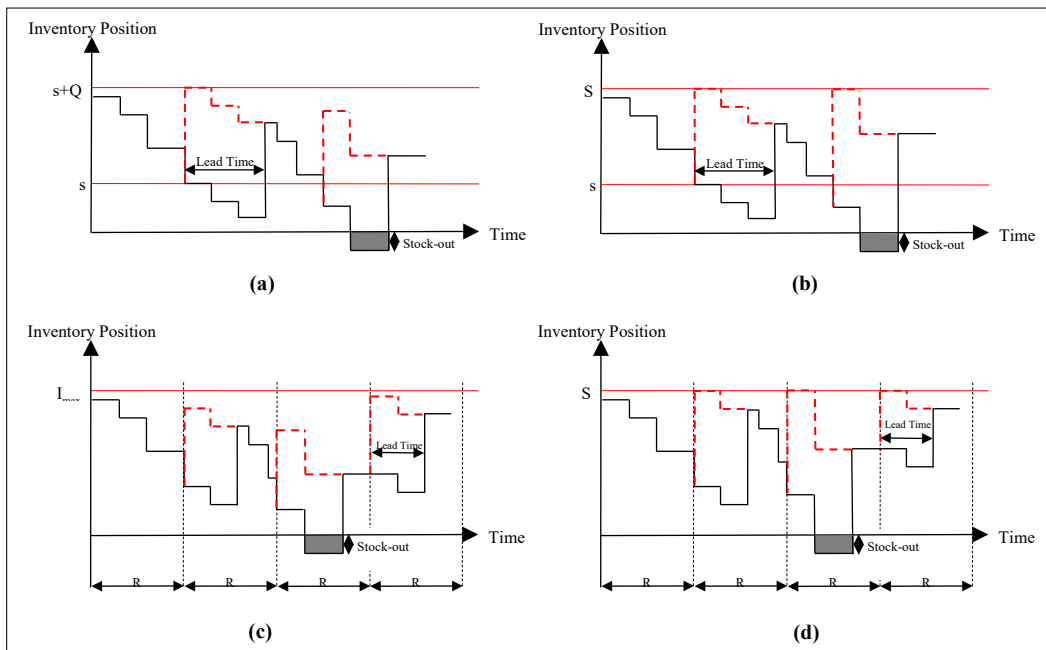 Inventory Position
s+Q
Lead Time
s
Time
Stock-out
(a)
Inventory Position
S
Lead Time
s
Time
Stock-out
(b)
Inventory Position
Imax
Lead Time
Time
Stock-out
R R R R
(c)
Inventory Position
S
Lead Time
Time
Stock-out
R R R R
(d)